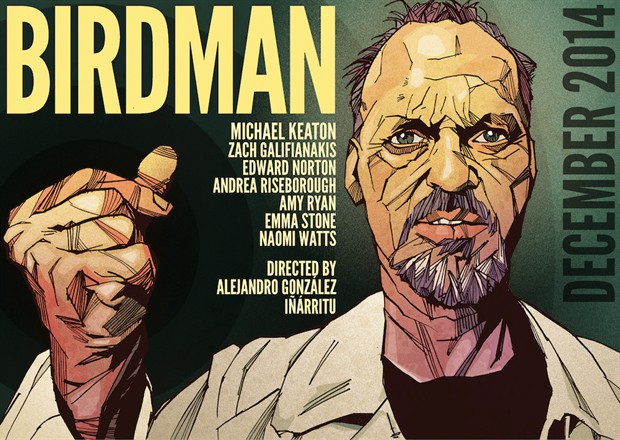 BIRDMAN
MICHAEL KEATON
ZACH GALIFIANAKIS
EDWARD NORTON
ANDREA RISEBOROUGH
AMY RYAN
EMMA STONE
NAOMI WATTS
DIRECTED BY
ALEJANDRO GONZÁLEZ
IÑÁRRITU
DECEMBER 2014